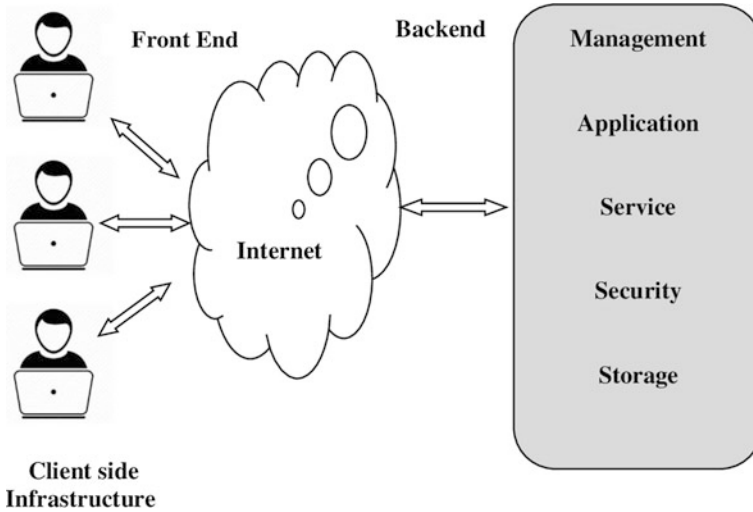 Front End
Backend
Management
Application
Service
Internet
Security
Storage
Client side
Infrastructure